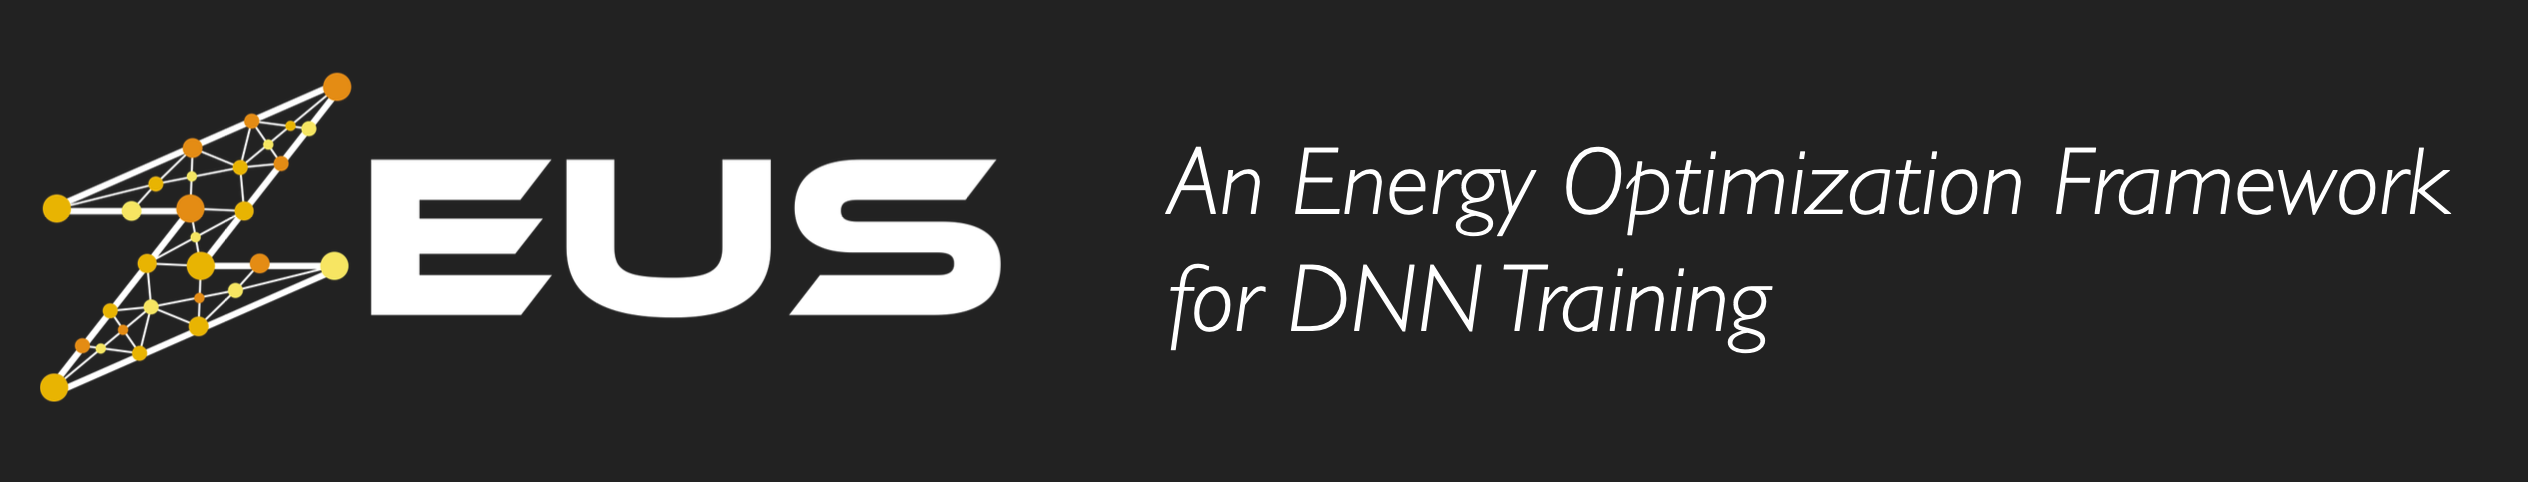 ZEUS
An Energy Optimization Framework
for DNN Training